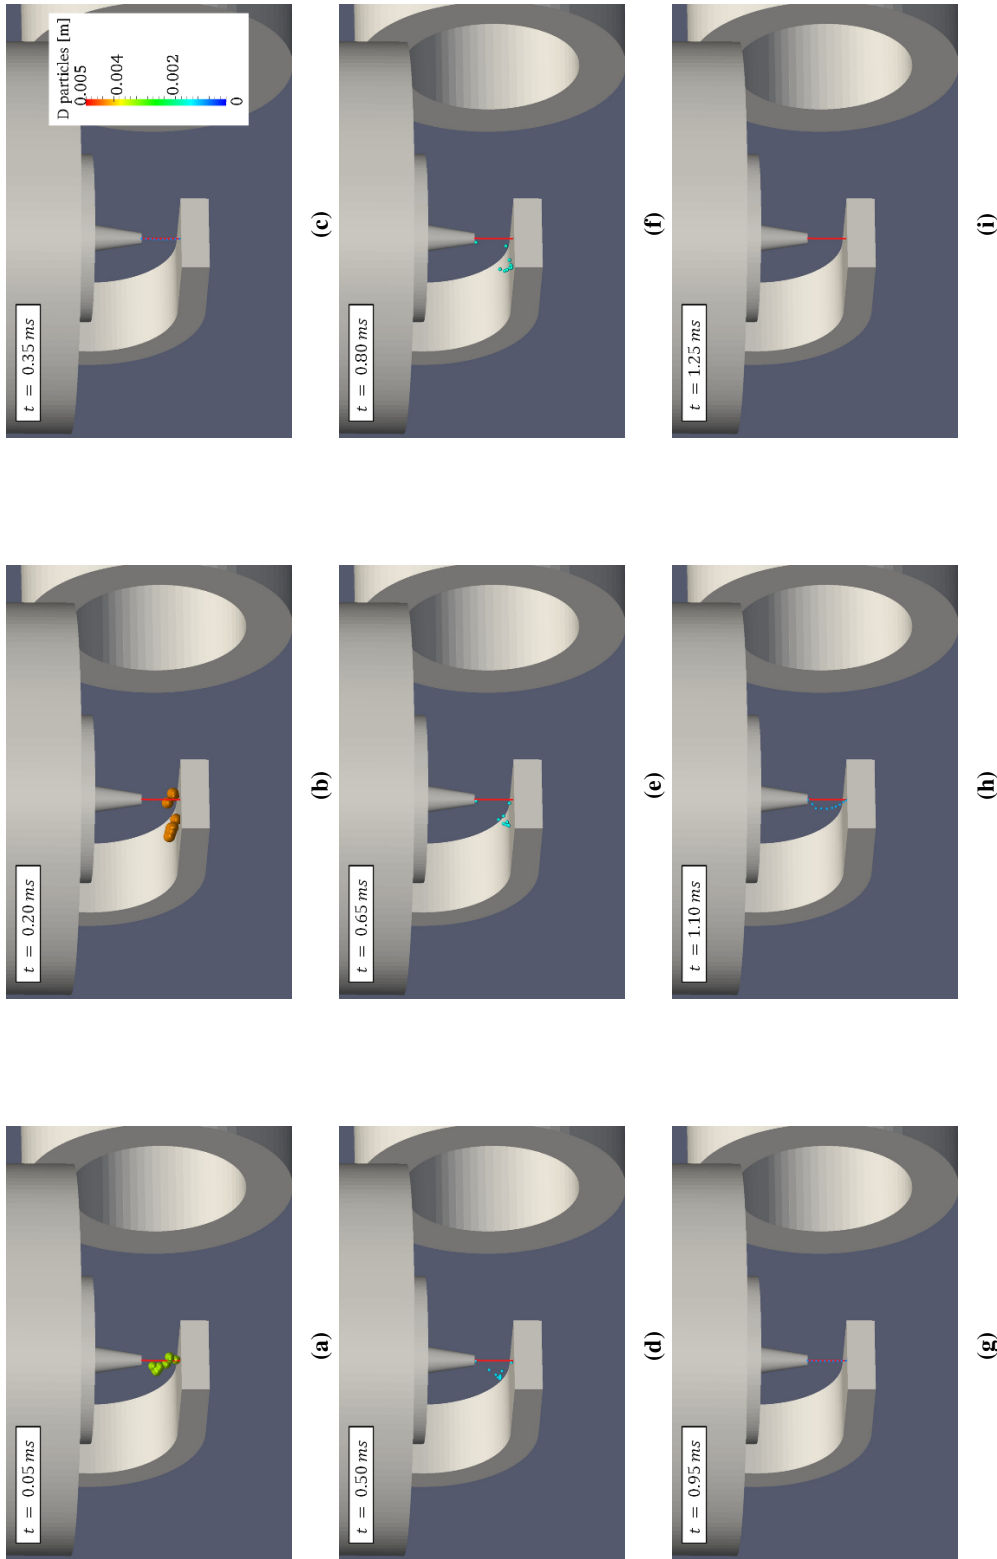 t = 0.05 ms
t = 0.20 ms
t = 0.35 ms
D particles [m]
0.005
0.004
0.002
0
(a)
(b)
(c)
t = 0.50 ms
t = 0.65 ms
t = 0.80 ms
(d)
(e)
(f)
t = 0.95 ms
t = 1.10 ms
t = 1.25 ms
(g)
(h)
(i)